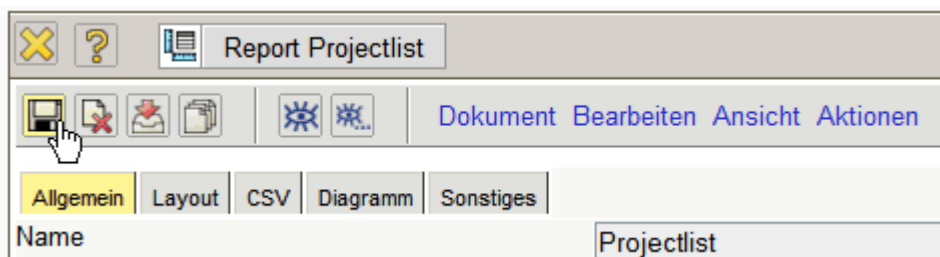 Report Projectlist
Dokument Bearbeiten Ansicht Aktionen
Allgemein Layout CSV Diagramm Sonstiges
Name Projectlist